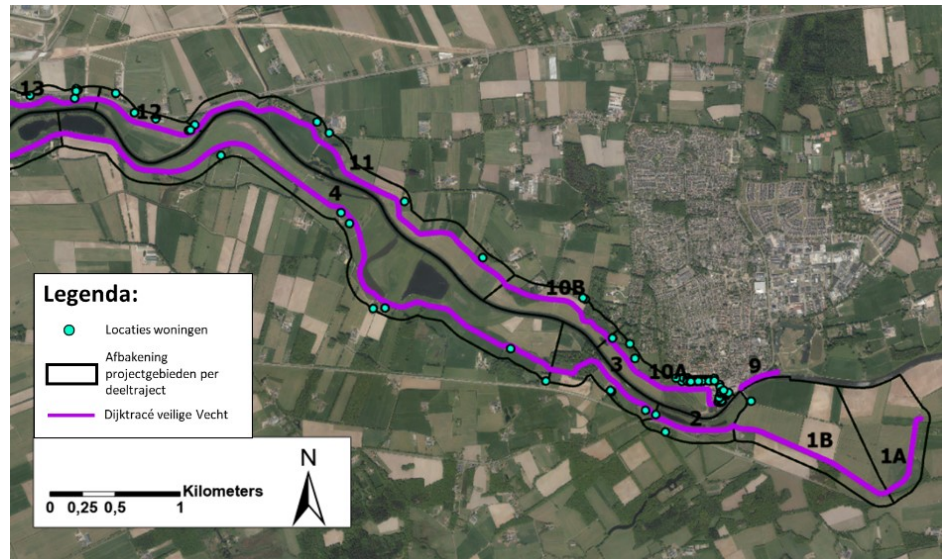 13
12
11
4
10B
3
10A
9
2
1B
1A
Legenda:
Locaties woningen
Afbakening
projectgebieden per
deeltraject
Dijktracé veilige Vecht
N
Kilometers
0 0,25 0,5 1